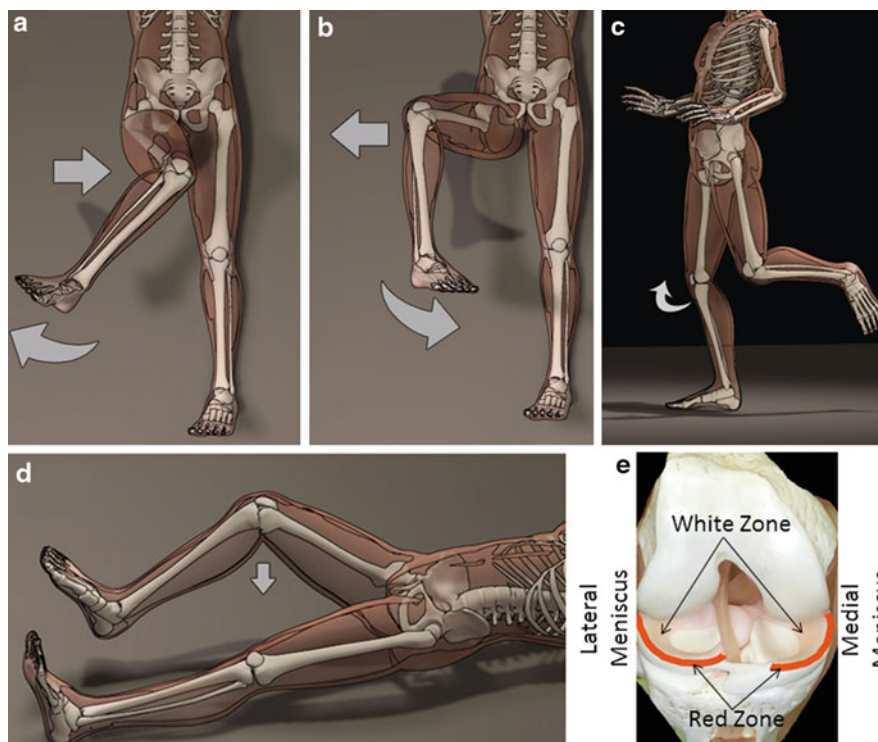 a
b
c
d
e
White Zone
Lateral
Meniscus
Medial
Red Zone